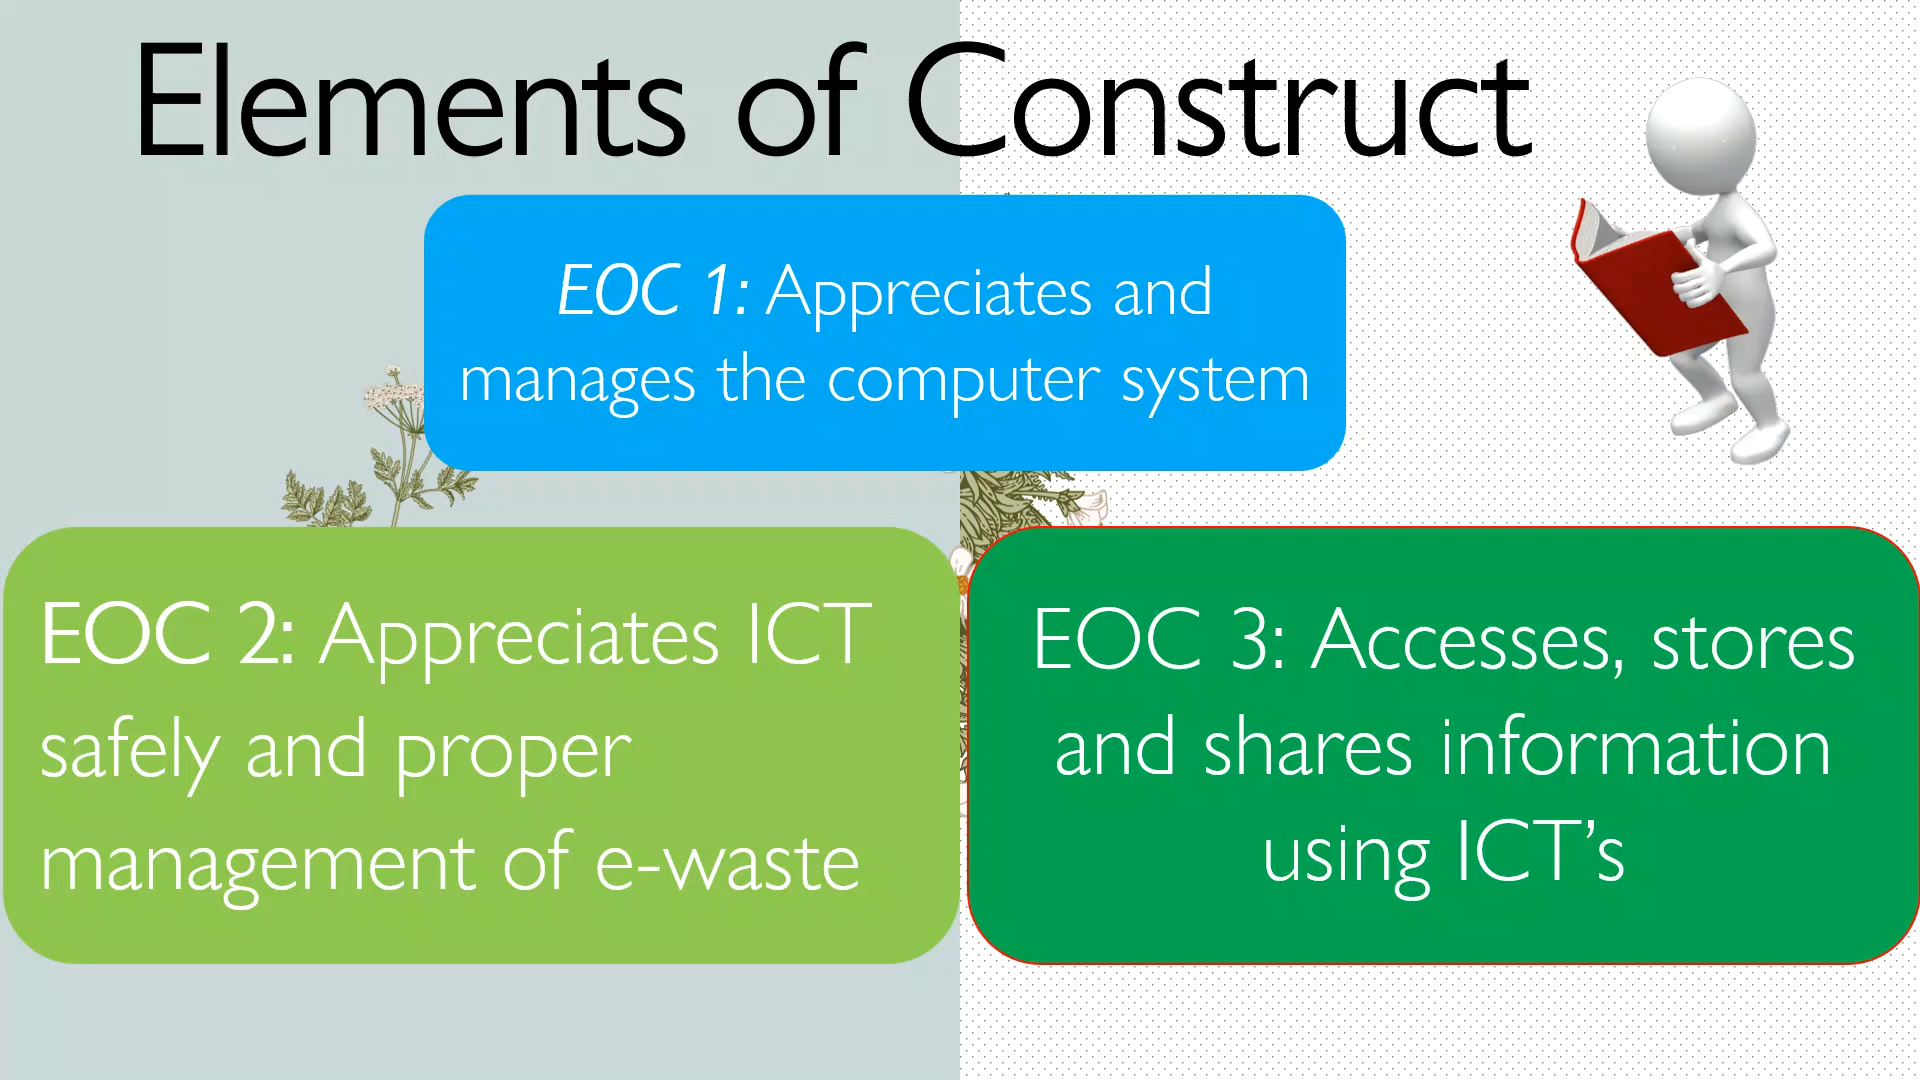 Elements of Construct
EOC 1: Appreciates and
manages the computer system
EOC 2: Appreciates ICT
safely and proper
management of e-waste
EOC 3: Accesses, stores
and shares information
using ICT’s